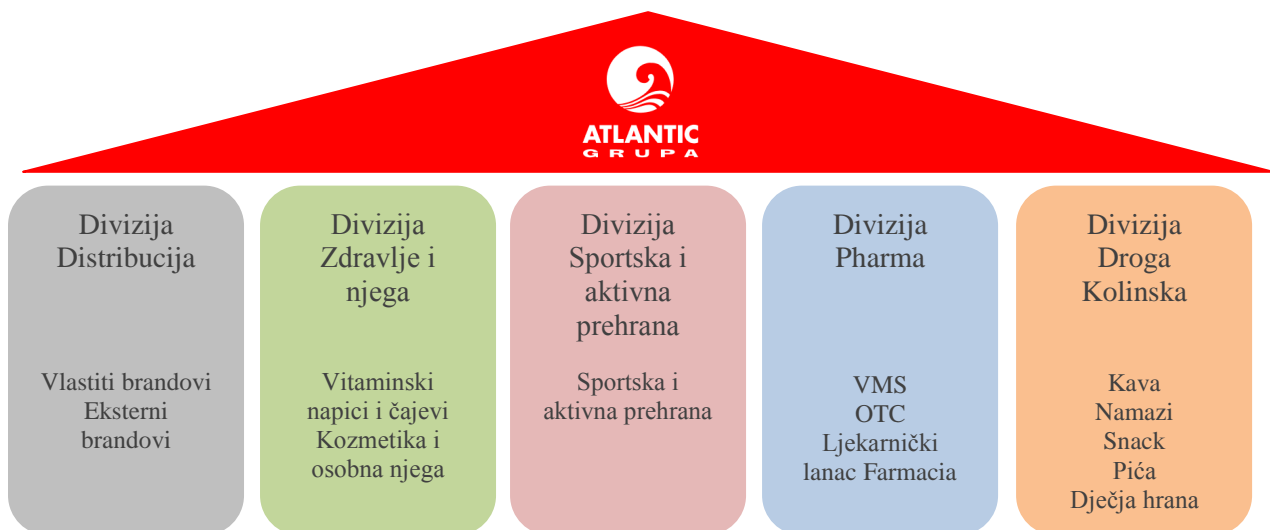 ATLANTIC
GRUPA
Divizija
Distribucija
Vlastiti brandovi
Eksterni
brandovi
Divizija
Zdravlje i
njega
Vitaminski
napici i čajevi
Kozmetika i
osobna njega
Divizija
Sportska i
aktivna
prehrana
Sportska i
aktivna prehrana
Divizija
Pharma
VMS
OTC
Ljekarnički
lanac Farmacia
Divizija
Droga
Kolinska
Kava
Namazi
Snack
Pića
Dječja hrana